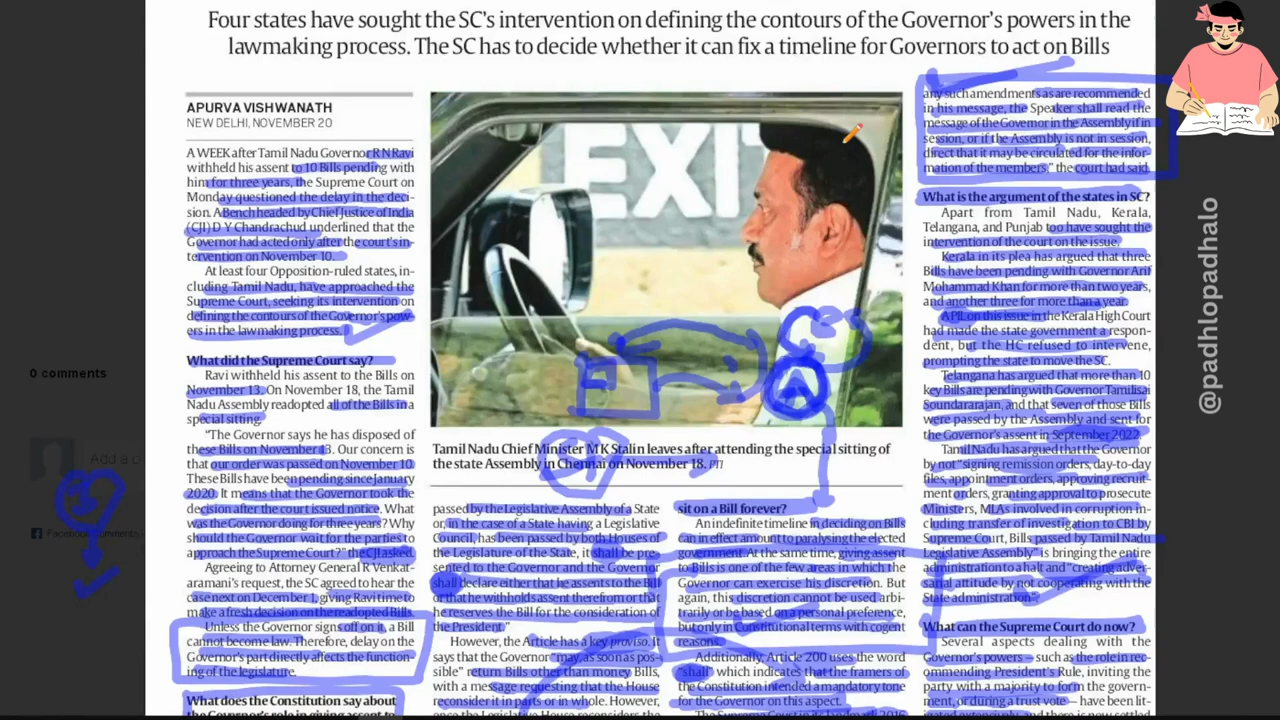 Four states have sought the SC's intervention on defining the contours of the Governor's powers in the
lawmaking process. The SC has to decide whether it can fix a timeline for Governors to act on Bills
APURVA VISHWANATH
NEW DELHI, NOVEMBER 20
A WEEK after Tamil Nadu Governor R N Ravi
withheld his assent to 10 Bills pending with
him for three years, the Supreme Court on
Monday questioned the delay in the deci-
sion. A Bench headed by Chief Justice of India
(CJI) D Y Chandrachud underlined that the
Governor had acted only after the court's in-
tervention on November 10.
At least four Opposition-ruled states, in-
cluding Tamil Nadu, have approached the
Supreme Court, seeking its intervention on
defining the contours of the Governor's pow-
ers in the lawmaking process.
What did the Supreme Court say?
Ravi withheld his assent to the Bills on
November 13. On November 18, the Tamil
Nadu Assembly readopted all of the Bills in a
special sitting.
"The Governor says he has disposed of
these Bills on November 13. Our concern is
that our order was passed on November 10.
These Bills have been pending since January
2020. It means that the Governor took the
decision after the court issued notice. What
was the Governor doing for three years? Why
should the Governor wait for the parties to
approach the Supreme Court?" the CJI asked.
Agreeing to Attorney General R Venkat-
aramani's request, the SC agreed to hear the
case next on December 1, giving Ravi time to
make a fresh decision on the readopted Bills.
Unless the Governor signs off on it, a Bill
cannot become law. Therefore, delay on the
Governor's part directly affects the function-
ing of the legislature.
What does the Constitution say about
the Governor's role in giving assent to
EXIT
Tamil Nadu Chief Minister M K Stalin leaves after attending the special sitting of
the state Assembly in Chennai on November 18. PTI
passed by the Legislative Assembly of a State
or, in the case of a State having a Legislative
Council, has been passed by both Houses of
the Legislature of the State, it shall be pre-
sented to the Governor and the Governor
shall declare either that he assents to the Bill
or that he withholds assent therefrom or that
he reserves the Bill for the consideration of
the President."
However, the Article has a key proviso. It
says that the Governor "may, as soon as pos-
sible" return Bills other than money Bills,
with a message requesting that the House
reconsider it in parts or in whole. However,
once the Legislative House reconsiders the
sit on a Bill forever?
An indefinite timeline in deciding on Bills
can in effect amount to paralysing the elected
government. At the same time, giving assent
to Bills is one of the few areas in which the
Governor can exercise his discretion. But
again, this discretion cannot be used arbi-
trarily or be based on a personal preference,
but only in Constitutional terms with cogent
reasons.
Additionally, Article 200 uses the word
"shall" which indicates that the framers of
the Constitution intended a mandatory tone
for the Governor on this aspect.
The Supreme Court in its landmark 2016
any such amendments as are recommended
in his message, the Speaker shall read the
message of the Governor in the Assembly if in
session, or if the Assembly is not in session,
direct that it may be circulated for the infor-
mation of the members," the court had said.
What is the argument of the states in SC?
Apart from Tamil Nadu, Kerala,
Telangana, and Punjab too have sought the
intervention of the court on the issue.
Kerala in its plea has argued that three
Bills have been pending with Governor Arif
Mohammad Khan for more than two years,
and another three for more than a year.
A PIL on this issue in the Kerala High Court
had made the state government a respon-
dent, but the HC refused to intervene,
prompting the state to move the SC.
Telangana has argued that more than 10
key Bills are pending with Governor Tamilisai
Soundararajan, and that seven of those Bills
were passed by the Assembly and sent for
the Governor's assent in September 2022.
Tamil Nadu has argued that the Governor
by not "signing remission orders, day-to-day
files, appointment orders, approving recruit-
ment orders, granting approval to prosecute
Ministers, MLAs involved in corruption in-
cluding transfer of investigation to CBI by
Supreme Court, Bills passed by Tamil Nadu
Legislative Assembly" is bringing the entire
administration to a halt and "creating adver-
sarial attitude by not cooperating with the
State administration".
What can the Supreme Court do now?
Several aspects dealing with the
Governor's powers — such as the role in rec-
ommending President's Rule, inviting the
party with a majority to form the govern-
ment, or during a trust vote — have been lit-
@padhlopadhalo
0 comments
Add a c
Facebook Comments